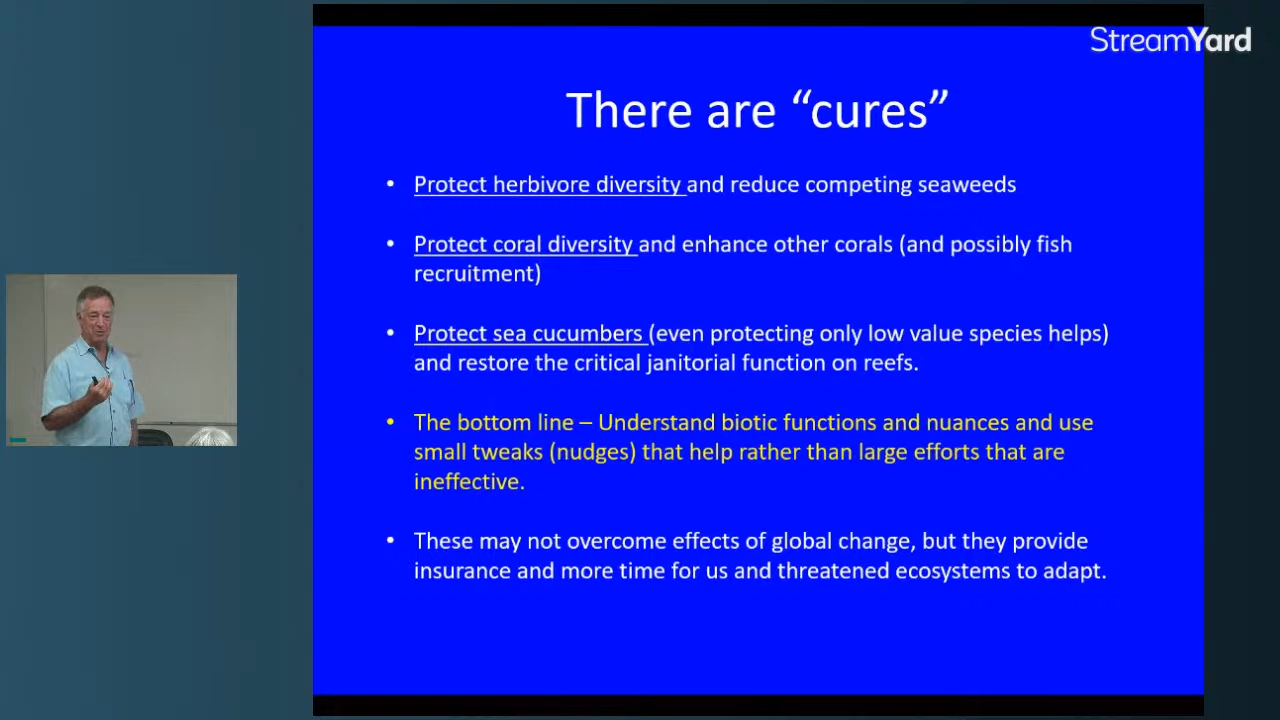 StreamYard
There are “cures”
• Protect herbivore diversity and reduce competing seaweeds
• Protect coral diversity and enhance other corals (and possibly fish
recruitment)
• Protect sea cucumbers (even protecting only low value species helps)
and restore the critical janitorial function on reefs.
• The bottom line – Understand biotic functions and nuances and use
small tweaks (nudges) that help rather than large efforts that are
ineffective.
• These may not overcome effects of global change, but they provide
insurance and more time for us and threatened ecosystems to adapt.